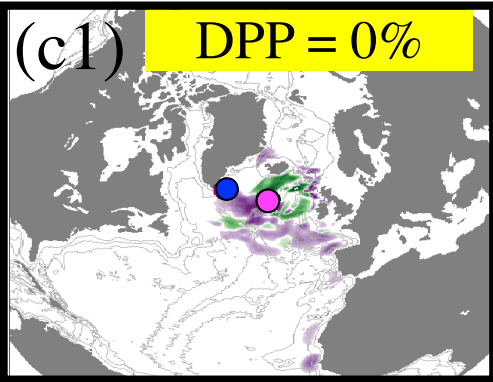 (c1)
DPP = 0%